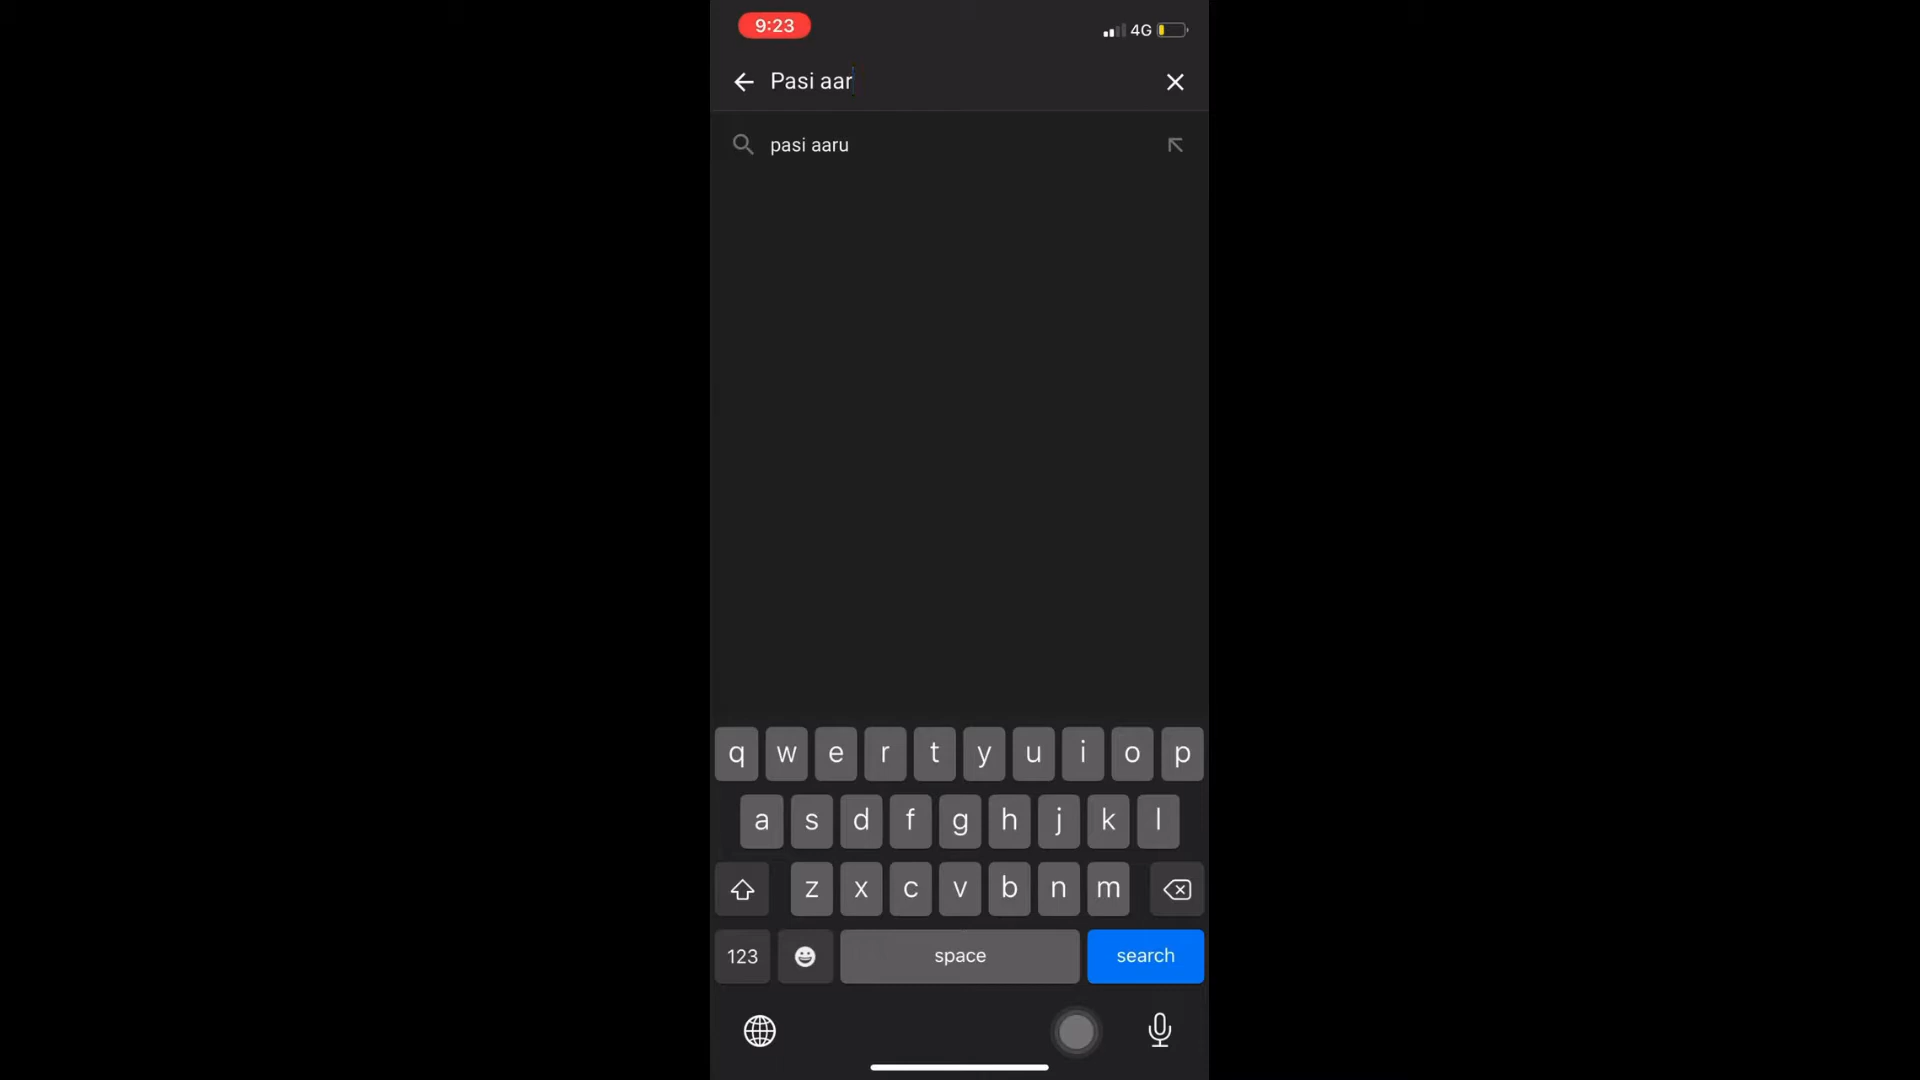 9:23
4G
Pasi aar
pasi aaru
q w e r t y u i o p
a s d f g h j k l
z x c v b n m
123 space search